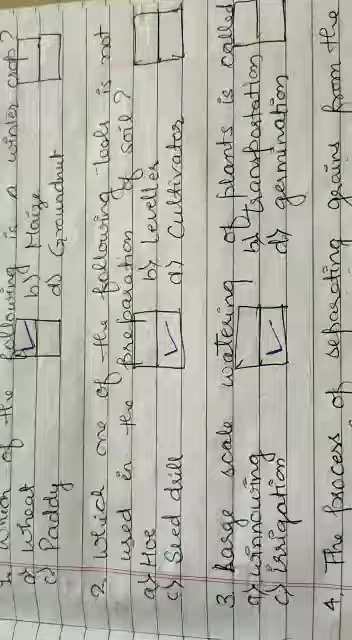 1. Which of the following is a winter crop?
a) Wheat ✓ b) Maize
c) Paddy d) Groundnut
2. Which one of the following tools is not
used in the preparation of soil?
a) Hoe b) Leveller
c) Seed drill ✓ d) Cultivator
3. Large scale watering of plants is called
a) winnowing b) transportation
c) irrigation ✓ d) germination
4. The process of separating grains from the